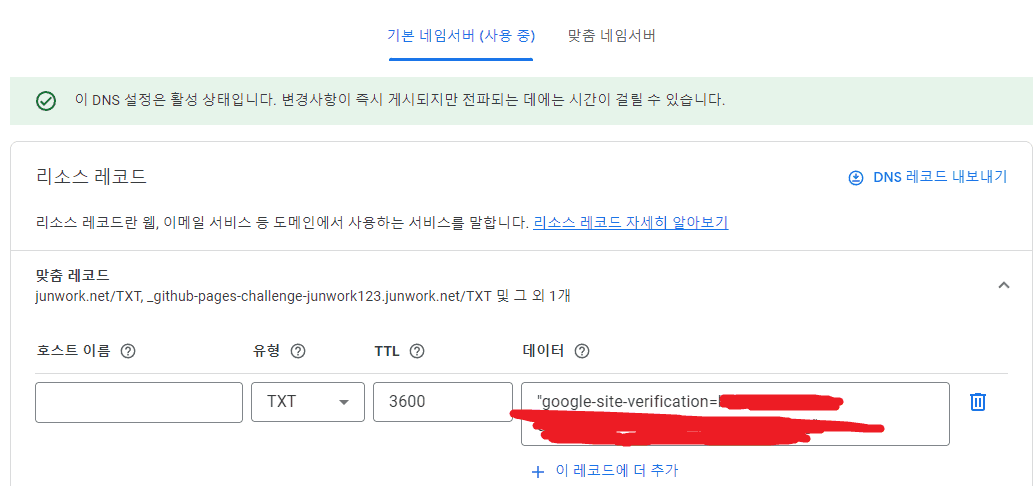 기본 네임서버 (사용 중) 맞춤 네임서버
이 DNS 설정은 활성 상태입니다. 변경사항이 즉시 게시되지만 전파되는 데에는 시간이 걸릴 수 있습니다.
리소스 레코드 DNS 레코드 내보내기
리소스 레코드란 웹, 이메일 서비스 등 도메인에서 사용하는 서비스를 말합니다. 리소스 레코드 자세히 알아보기
맞춤 레코드
junwork.net/TXT, _github-pages-challenge-junwork123.junwork.net/TXT 및 그 외 1개
호스트 이름 유형 TTL 데이터
TXT 3600 "google-site-verification=
이 레코드에 더 추가